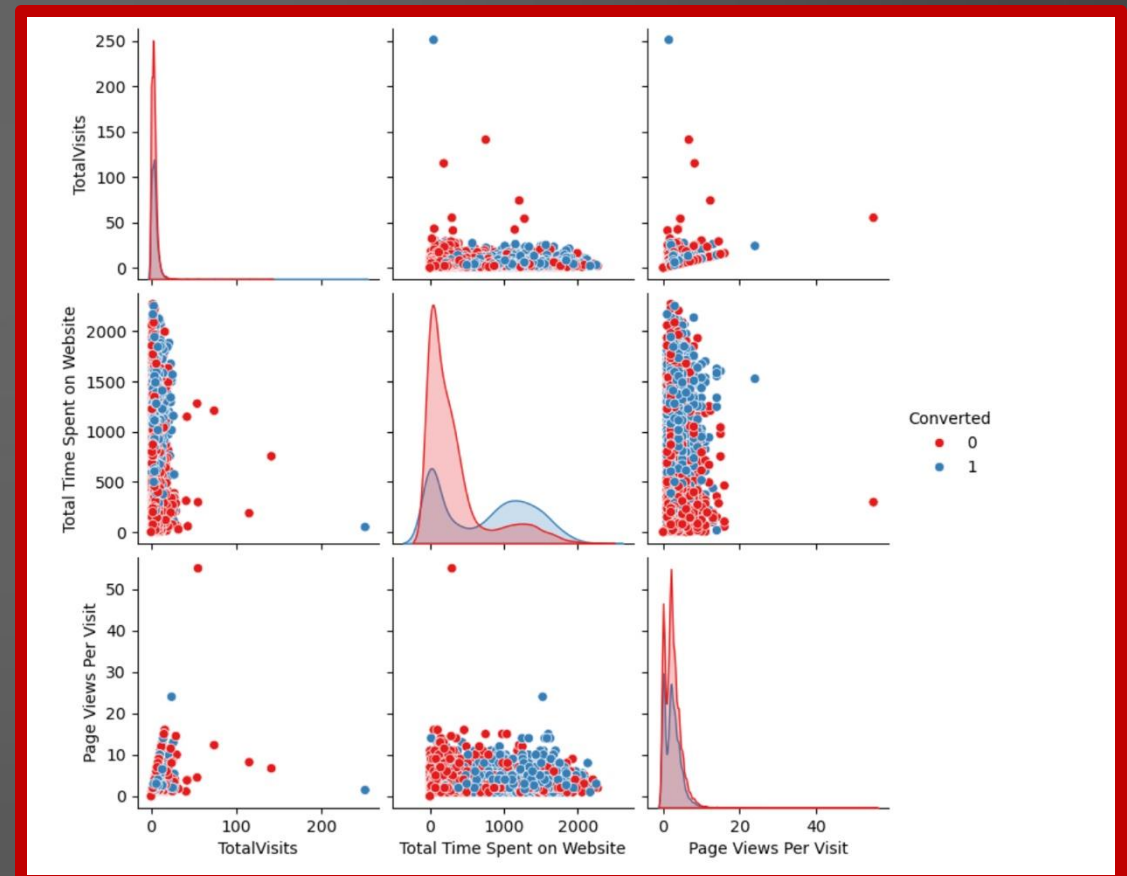 250
200
150
100
50
0
TotalVisits
2000
1500
1000
500
0
Total Time Spent on Website
Converted
0
1
50
40
30
20
10
0
Page Views Per Visit
0 100 200
TotalVisits
0 1000 2000
Total Time Spent on Website
0 20 40
Page Views Per Visit